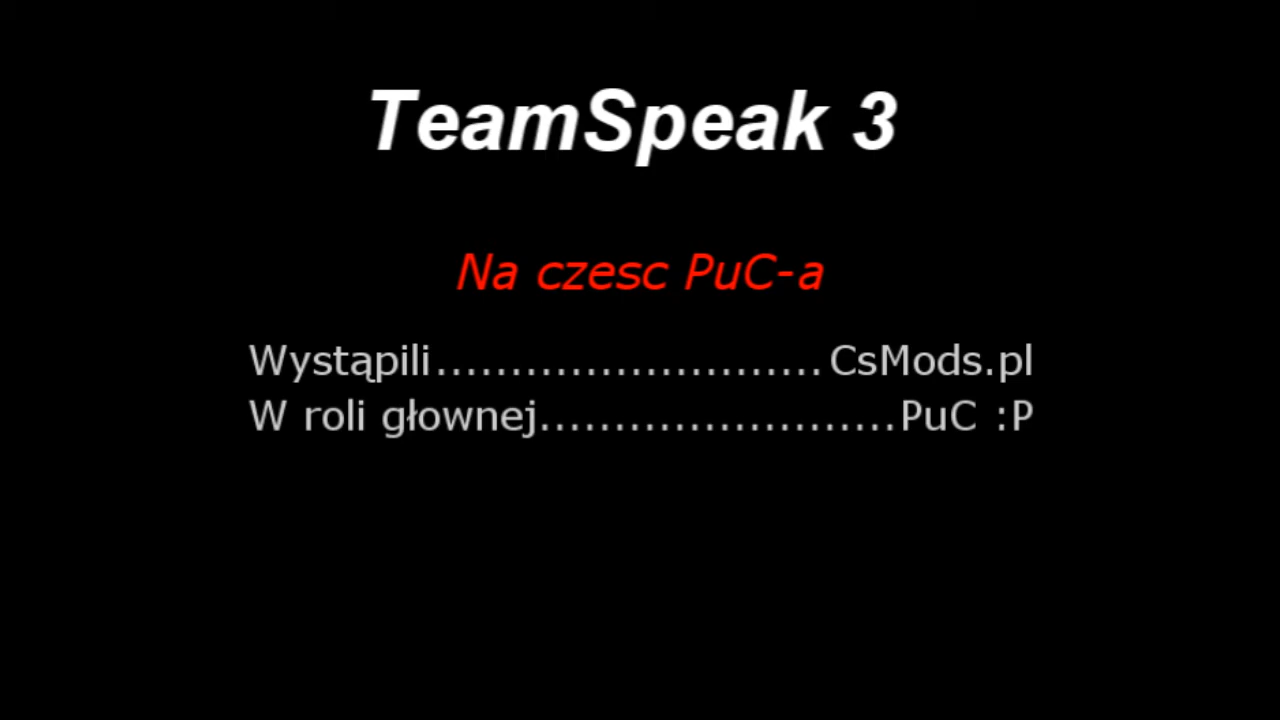 TeamSpeak 3
Na czesc PuC-a
Wystąpili..........................CsMods.pl
W roli głownej........................PuC :P